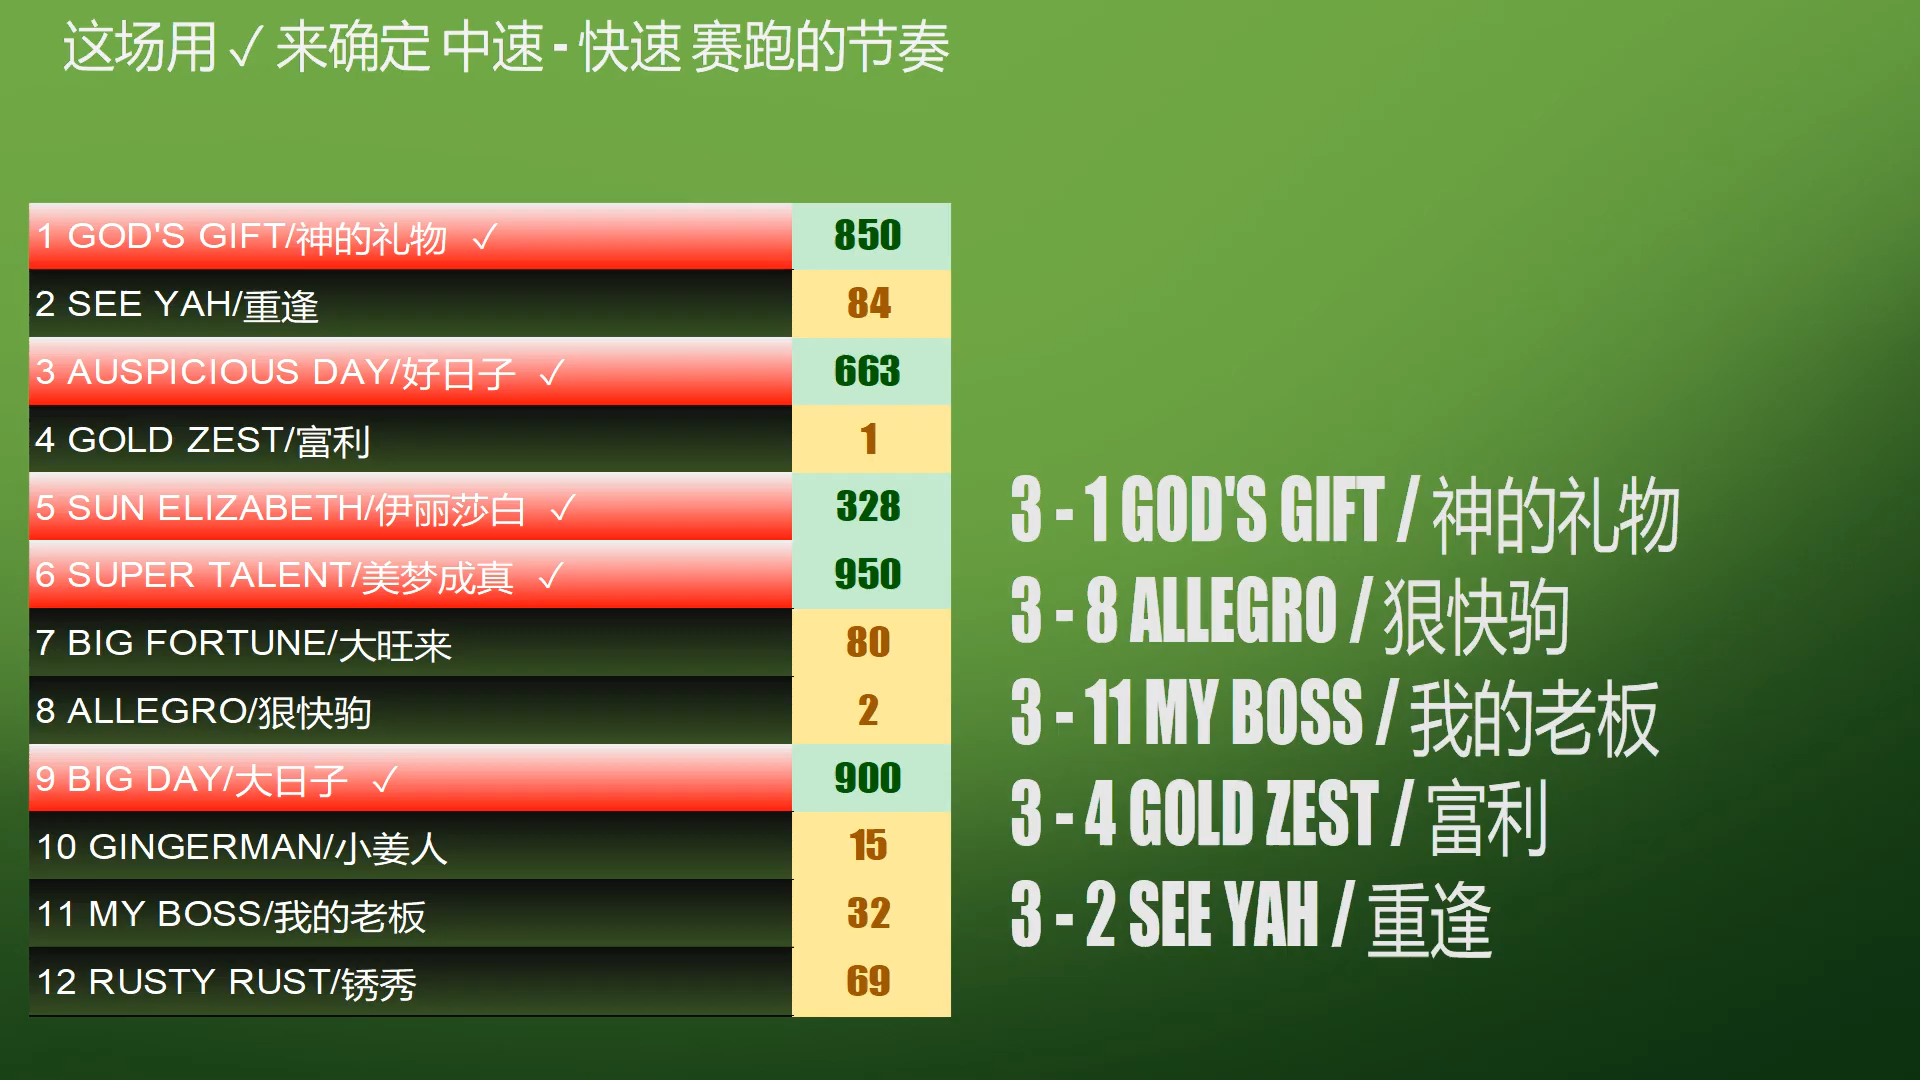 这场用 ✓ 来确定 中速 - 快速 赛跑的节奏
1 GOD'S GIFT/神的礼物 ✓ 850
2 SEE YAH/重逢 84
3 AUSPICIOUS DAY/好日子 ✓ 663
4 GOLD ZEST/富利 1
5 SUN ELIZABETH/伊丽莎白 ✓ 328
6 SUPER TALENT/美梦成真 ✓ 950
7 BIG FORTUNE/大旺来 80
8 ALLEGRO/狠快驹 2
9 BIG DAY/大日子 ✓ 900
10 GINGERMAN/小姜人 15
11 MY BOSS/我的老板 32
12 RUSTY RUST/锈秀 69
3 - 1 GOD'S GIFT / 神的礼物
3 - 8 ALLEGRO / 狠快驹
3 - 11 MY BOSS / 我的老板
3 - 4 GOLD ZEST / 富利
3 - 2 SEE YAH / 重逢